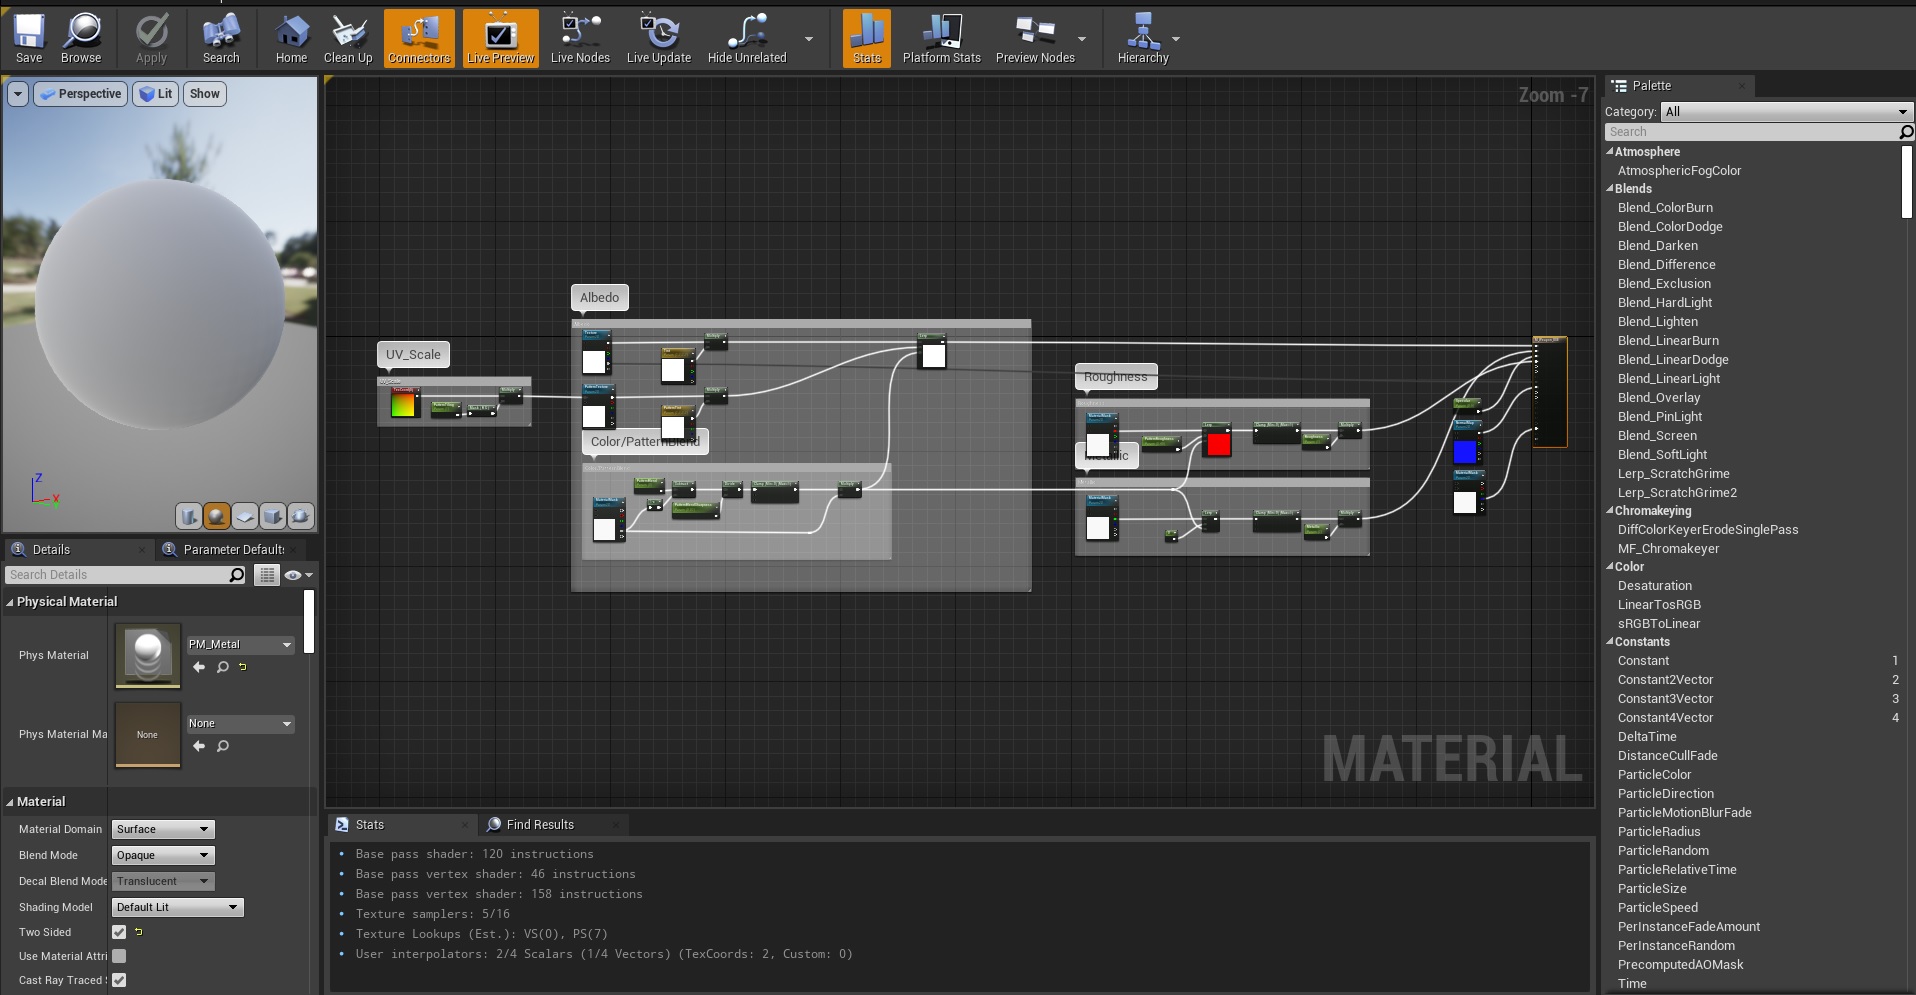 Save
Browse
Apply
Search
Home
Clean Up
Connectors
Live Preview
Live Nodes
Live Update
Hide Unrelated
Stats
Platform Stats
Preview Nodes
Hierarchy
Perspective
Lit
Show
Z
X
Zoom -7
Albedo
UV_Scale
UV_Scale
Color/PatternBlend
Roughness
MATERIAL
Details
Parameter Default
Search Details
Physical Material
Phys Material
PM_Metal
Phys Material Ma
None
None
Material
Material Domain
Surface
Blend Mode
Opaque
Decal Blend Mode
Translucent
Shading Model
Default Lit
Two Sided
Use Material Attri
Cast Ray Traced
Stats
Find Results
Base pass shader: 120 instructions
Base pass vertex shader: 46 instructions
Base pass vertex shader: 158 instructions
Texture samplers: 5/16
Texture Lookups (Est.): VS(0), PS(7)
User interpolators: 2/4 Scalars (1/4 Vectors) (TexCoords: 2, Custom: 0)
Palette
Category: All
Search
Atmosphere
AtmosphericFogColor
Blends
Blend_ColorBurn
Blend_ColorDodge
Blend_Darken
Blend_Difference
Blend_Exclusion
Blend_HardLight
Blend_Lighten
Blend_LinearBurn
Blend_LinearDodge
Blend_LinearLight
Blend_Overlay
Blend_PinLight
Blend_Screen
Blend_SoftLight
Lerp_ScratchGrime
Lerp_ScratchGrime2
Chromakeying
DiffColorKeyerErodeSinglePass
MF_Chromakeyer
Color
Desaturation
LinearTosRGB
sRGBToLinear
Constants
Constant 1
Constant2Vector 2
Constant3Vector 3
Constant4Vector 4
DeltaTime
DistanceCullFade
ParticleColor
ParticleDirection
ParticleMotionBlurFade
ParticleRadius
ParticleRandom
ParticleRelativeTime
ParticleSize
ParticleSpeed
PerInstanceFadeAmount
PerInstanceRandom
PrecomputedAOMask
Time